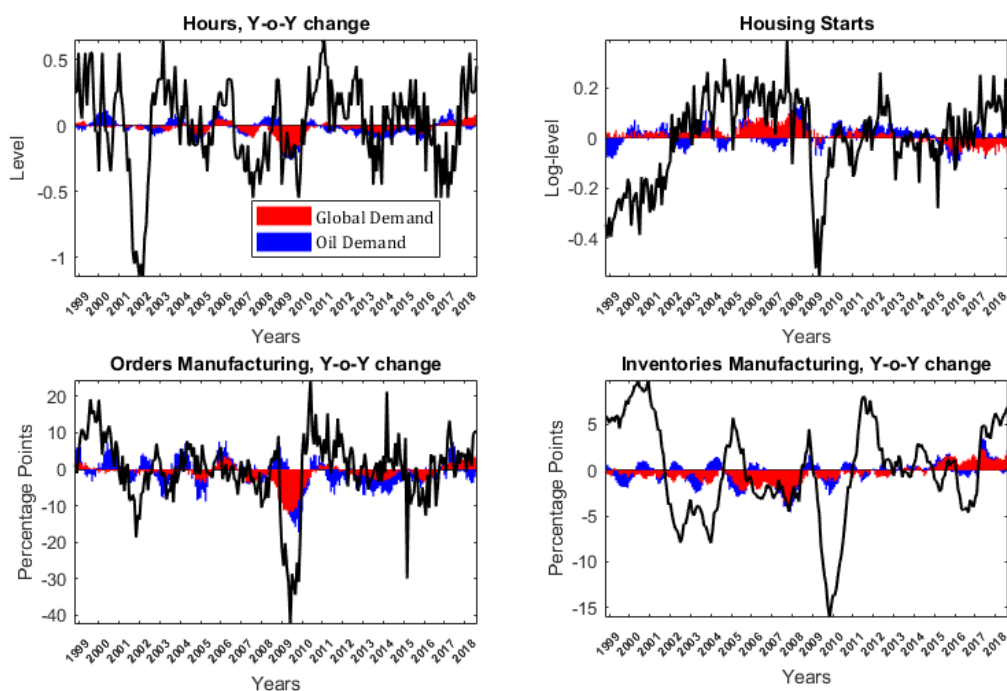 Hours, Y-o-Y change
0.5
0
-0.5
-1
Level
Global Demand
Oil Demand
1999 2000 2001 2002 2003 2004 2005 2006 2007 2008 2009 2010 2011 2012 2013 2014 2015 2016 2017 2018
Years
Housing Starts
0.2
0
-0.2
-0.4
Log-level
1999 2000 2001 2002 2003 2004 2005 2006 2007 2008 2009 2010 2011 2012 2013 2014 2015 2016 2017 2018
Years
Orders Manufacturing, Y-o-Y change
20
10
0
-10
-20
-30
-40
Percentage Points
1999 2000 2001 2002 2003 2004 2005 2006 2007 2008 2009 2010 2011 2012 2013 2014 2015 2016 2017 2018
Years
Inventories Manufacturing, Y-o-Y change
5
0
-5
-10
-15
Percentage Points
1999 2000 2001 2002 2003 2004 2005 2006 2007 2008 2009 2010 2011 2012 2013 2014 2015 2016 2017 2018
Years